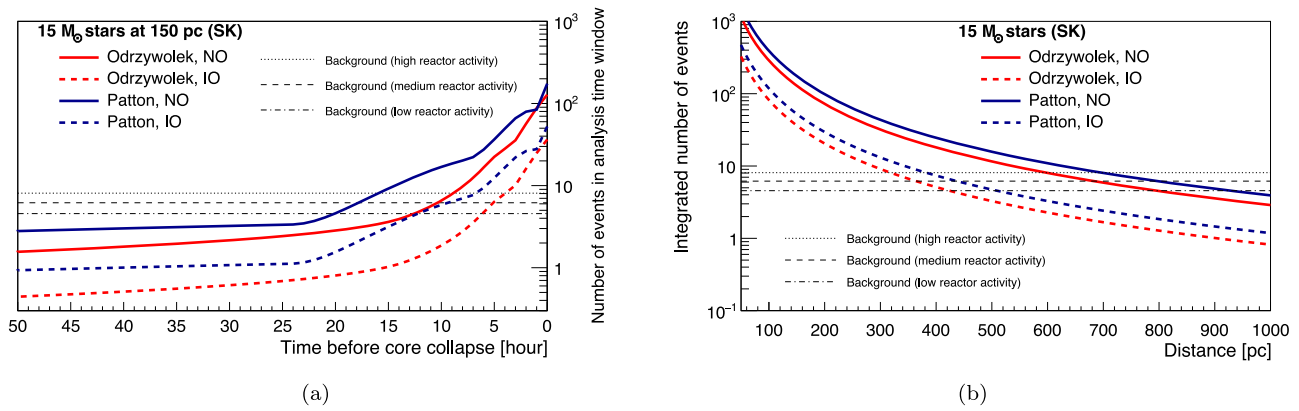 15 M⊙ stars at 150 pc (SK)
Odrzywolek, NO
Odrzywolek, IO
Patton, NO
Patton, IO
Background (high reactor activity)
Background (medium reactor activity)
Background (low reactor activity)
10³
10²
10
1
Number of events in analysis time window
50 45 40 35 30 25 20 15 10 5 0
Time before core collapse [hour]
(a)
15 M⊙ stars (SK)
Odrzywolek, NO
Odrzywolek, IO
Patton, NO
Patton, IO
Integrated number of events
10³
10²
10
1
10⁻¹
Background (high reactor activity)
Background (medium reactor activity)
Background (low reactor activity)
100 200 300 400 500 600 700 800 900 1000
Distance [pc]
(b)